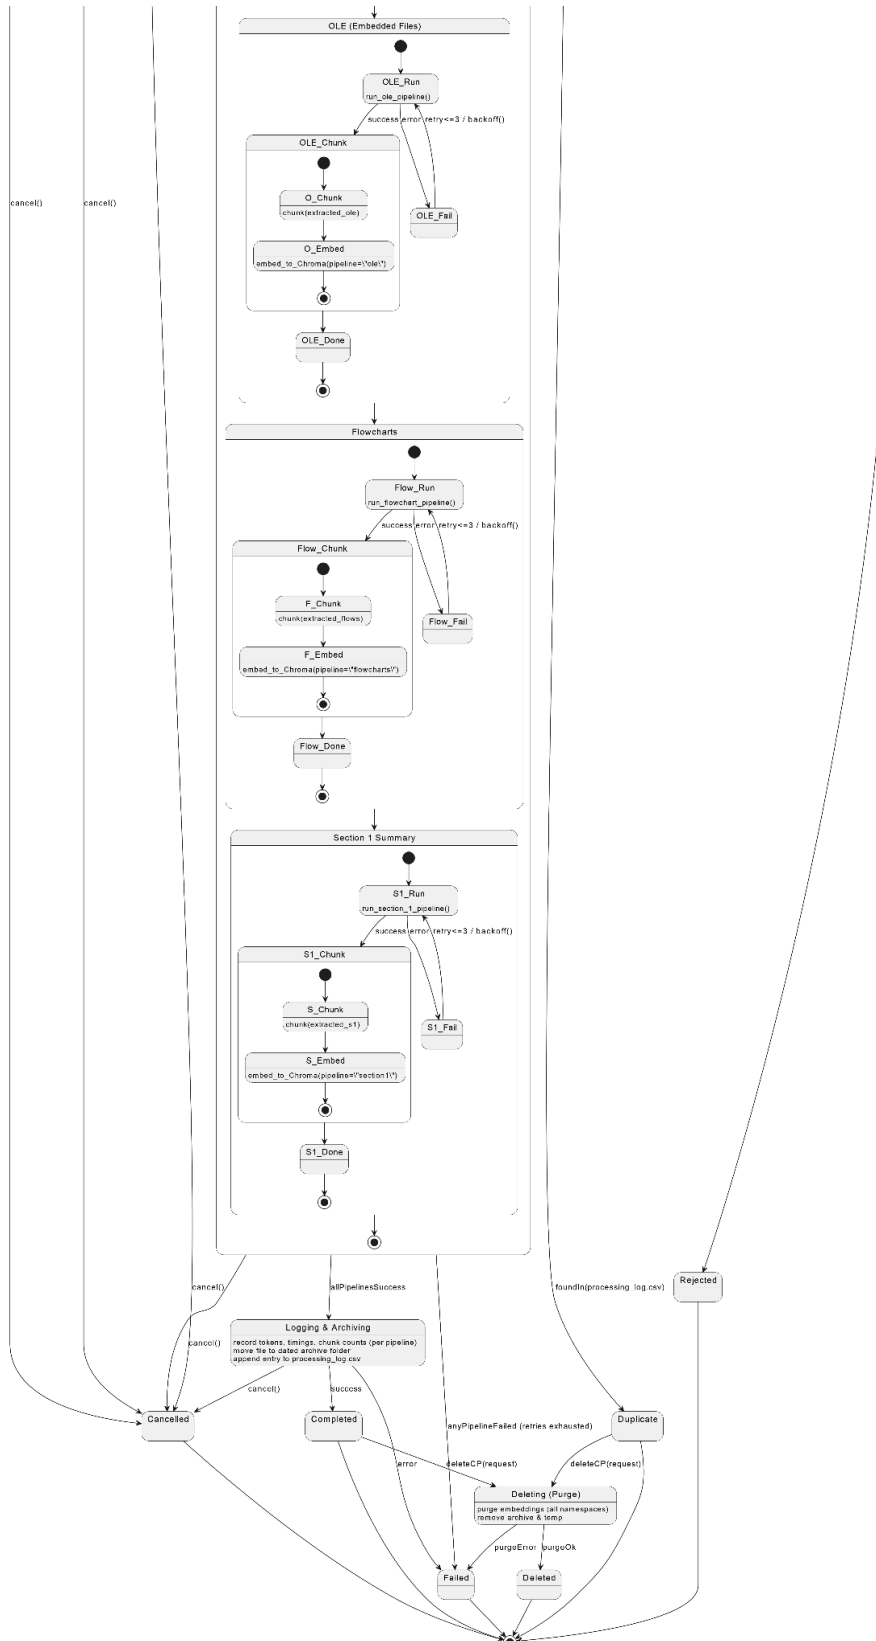 OLE (Embedded Files)
OLE_Run
run_ole_pipeline()
success
error
retry<=3 / backoff()
OLE_Chunk
O_Chunk
chunk(extracted_ole)
O_Embed
embed_to_Chroma(pipeline=\"ole\")
OLE_Fail
OLE_Done
cancel()
cancel()
Flowcharts
Flow_Run
run_flowchart_pipeline()
success
error
retry<=3 / backoff()
Flow_Chunk
F_Chunk
chunk(extracted_flows)
F_Embed
embed_to_Chroma(pipeline=\"flowcharts\")
Flow_Fail
Flow_Done
Section 1 Summary
S1_Run
run_section_1_pipeline()
success
error
retry<=3 / backoff()
S1_Chunk
S_Chunk
chunk(extracted_s1)
S_Embed
embed_to_Chroma(pipeline=\"section1\")
S1_Fail
S1_Done
cancel()
allPipelinesSuccess
foundIn(processing_log.csv)
Rejected
Logging & Archiving
record tokens, timings, chunk counts (per pipeline)
move file to dated archive folder
append entry to processing_log.csv
cancel()
cancel()
success
anyPipelineFailed (retries exhausted)
Cancelled
Completed
Duplicate
error
deleteCP(request)
deleteCP(request)
Deleting (Purge)
purge embeddings (all namespaces)
remove archive & temp
purgeError
purgeOk
Failed
Deleted